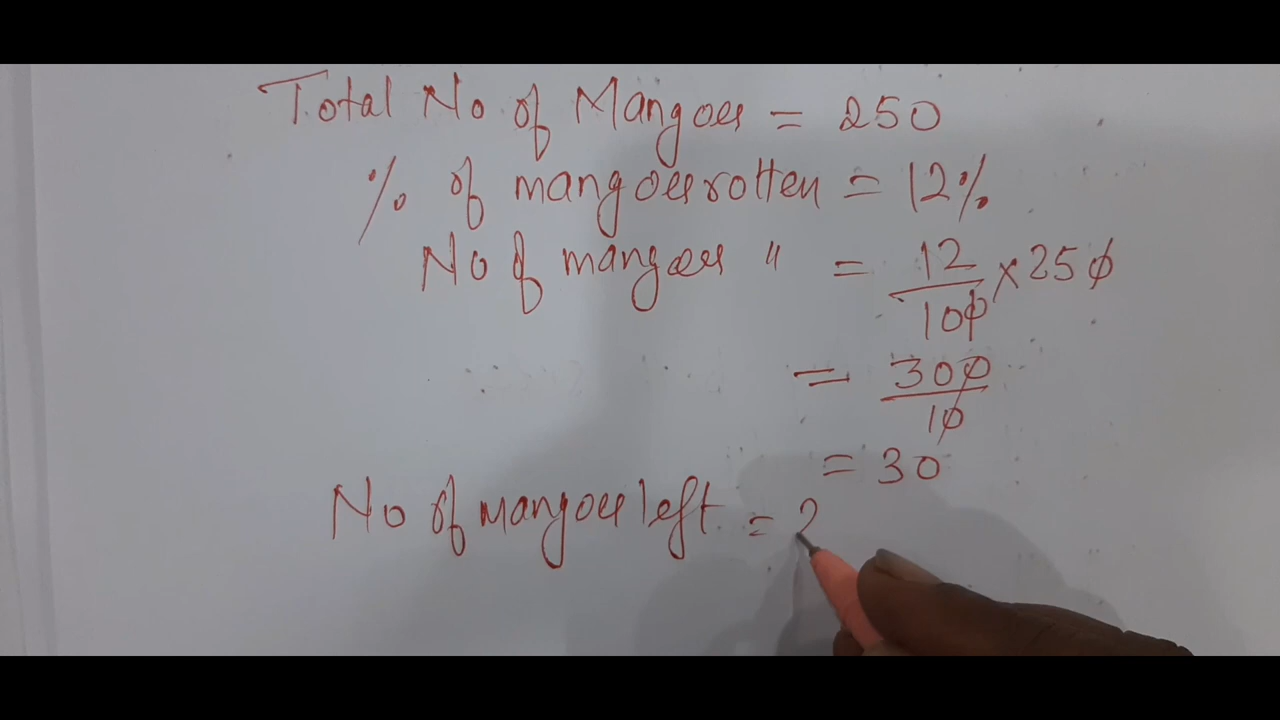 Total No of Mangoes = 250
% of mangoes rotten = 12%
No of mangoes " = 12/100 × 250
= 300/10
= 30
No of mangoes left = 2